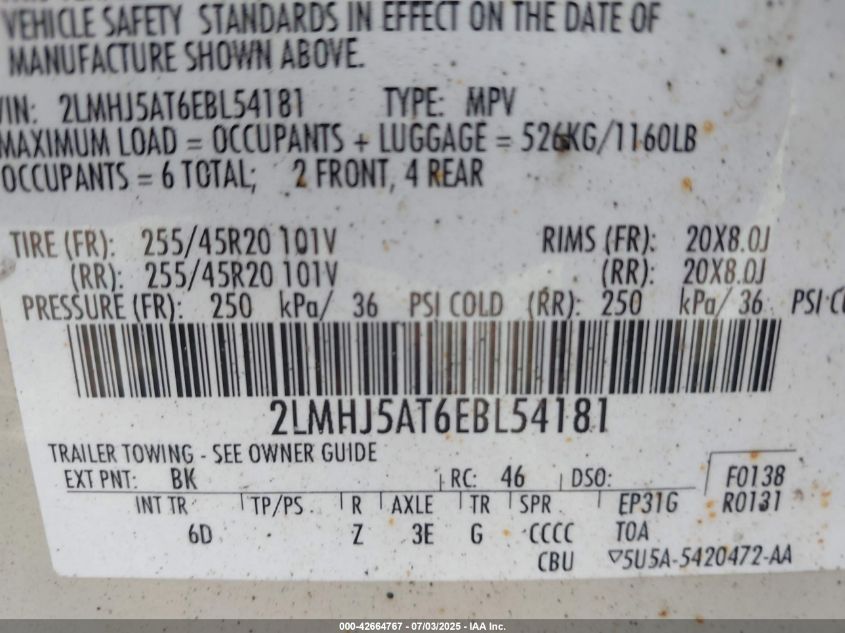 VEHICLE SAFETY STANDARDS IN EFFECT ON THE DATE OF
MANUFACTURE SHOWN ABOVE.
VIN: 2LMHJ5AT6EBL54181 TYPE: MPV
MAXIMUM LOAD = OCCUPANTS + LUGGAGE = 526KG/1160LB
OCCUPANTS = 6 TOTAL; 2 FRONT, 4 REAR
TIRE (FR): 255/45R20 101V RIMS (FR): 20X8.0J
(RR): 255/45R20 101V (RR): 20X8.0J
PRESSURE (FR): 250 kPa/ 36 PSI COLD (RR): 250 kPa/ 36 PSI
2LMHJ5AT6EBL54181
TRAILER TOWING - SEE OWNER GUIDE
EXT PNT: BK RC: 46 DSO: F0138
INT TR TP/PS R AXLE TR SPR EP31G R0131
6D Z 3E G CCCC TOA
CBU ▽5U5A-5420472-AA
000-42664767 - 07/03/2025 - IAA Inc.